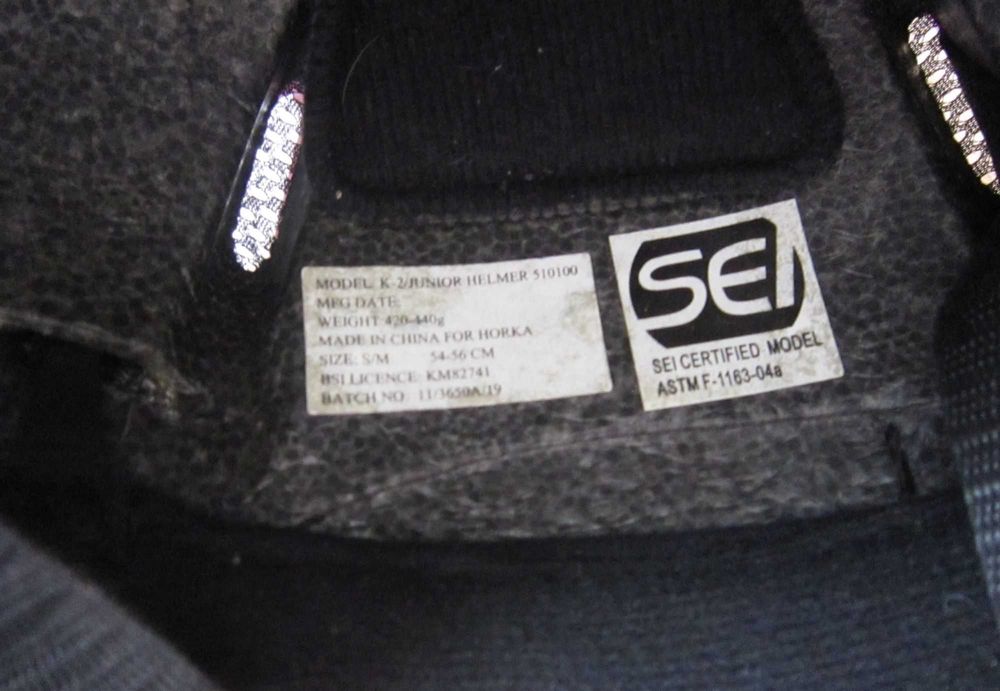 MODEL K-2/JUNIOR HELMER 510100
MFG DATE:
WEIGHT 420-440g
MADE IN CHINA FOR HORKA
SIZE: S/M 54-56 CM
BSI LICENCE KM82741
BATCH NO: 11/3650A/19
SEI
SEI CERTIFIED MODEL
ASTM F-1163-04a